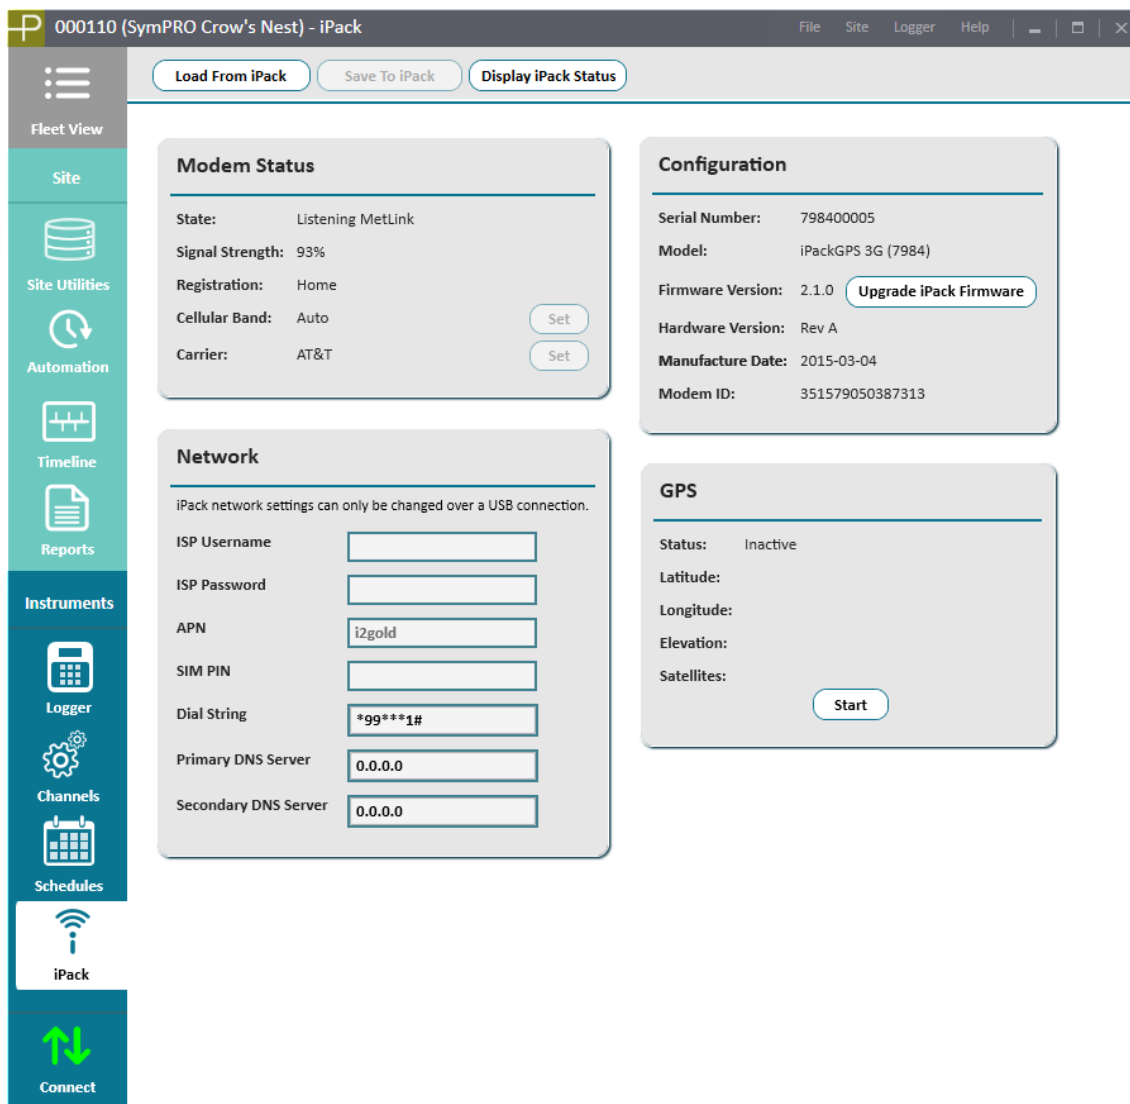 000110 (SymPRO Crow's Nest) - iPack
File Site Logger Help
Load From iPack Save To iPack Display iPack Status
Fleet View
Site
Site Utilities
Automation
Timeline
Reports
Instruments
Logger
Channels
Schedules
iPack
Connect
Modem Status
State: Listening MetLink
Signal Strength: 93%
Registration: Home
Cellular Band: Auto Set
Carrier: AT&T Set
Network
iPack network settings can only be changed over a USB connection.
ISP Username
ISP Password
APN i2gold
SIM PIN
Dial String *99***1#
Primary DNS Server 0.0.0.0
Secondary DNS Server 0.0.0.0
Configuration
Serial Number: 798400005
Model: iPackGPS 3G (7984)
Firmware Version: 2.1.0 Upgrade iPack Firmware
Hardware Version: Rev A
Manufacture Date: 2015-03-04
Modem ID: 351579050387313
GPS
Status: Inactive
Latitude:
Longitude:
Elevation:
Satellites:
Start